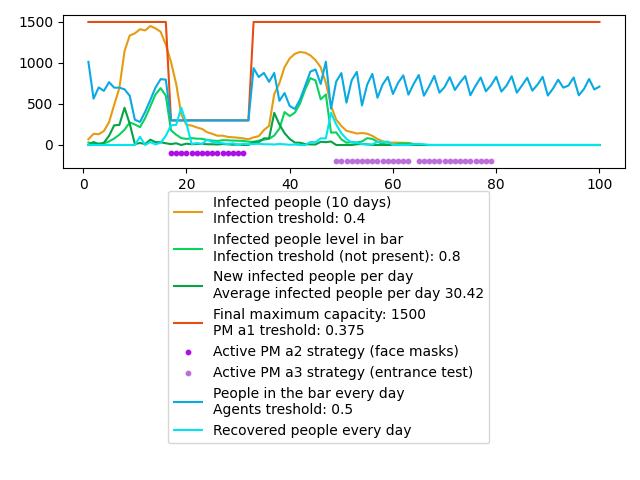 1500
1000
500
0
0
20
40
60
80
100
Infected people (10 days)
Infection treshold: 0.4
Infected people level in bar
Infection treshold (not present): 0.8
New infected people per day
Average infected people per day 30.42
Final maximum capacity: 1500
PM a1 treshold: 0.375
Active PM a2 strategy (face masks)
Active PM a3 strategy (entrance test)
People in the bar every day
Agents treshold: 0.5
Recovered people every day